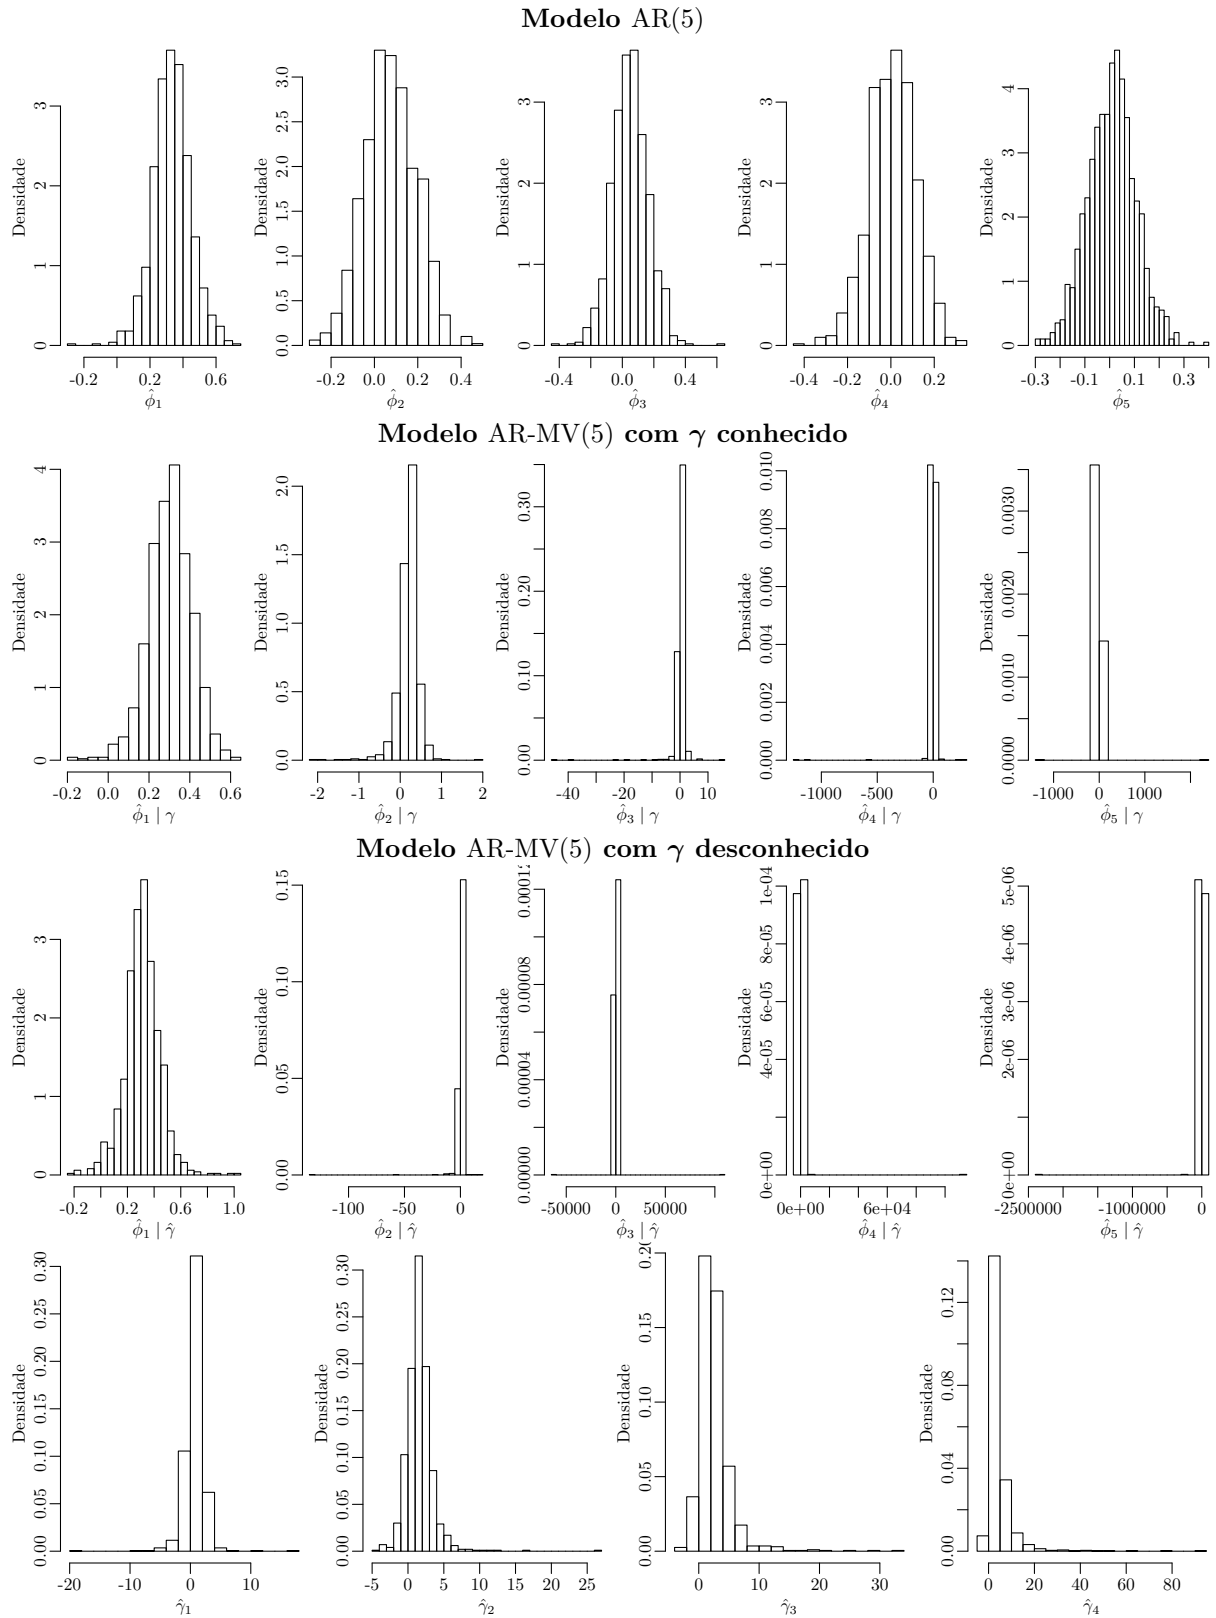 Modelo AR(5)
Densidade
0 1 2 3
-0.2 0.2 0.6
ϕ̂1
Densidade
0.0 0.5 1.0 1.5 2.0 2.5 3.0
-0.2 0.0 0.2 0.4
ϕ̂2
Densidade
0 1 2 3
-0.4 0.0 0.4
ϕ̂3
Densidade
0 1 2 3
-0.4 -0.2 0.0 0.2
ϕ̂4
Densidade
0 1 2 3 4
-0.3 -0.1 0.1 0.3
ϕ̂5
Modelo AR-MV(5) com γ conhecido
Densidade
0 1 2 3 4
-0.2 0.0 0.2 0.4 0.6
ϕ̂1 | γ
Densidade
0.0 0.5 1.0 1.5 2.0
-2 -1 0 1 2
ϕ̂2 | γ
Densidade
0.00 0.10 0.20 0.30
-40 -20 0 10
ϕ̂3 | γ
Densidade
0.000 0.002 0.004 0.006 0.008 0.010
-1000 -500 0
ϕ̂4 | γ
Densidade
0.0000 0.0010 0.0020 0.0030
-1000 0 1000
ϕ̂5 | γ
Modelo AR-MV(5) com γ desconhecido
Densidade
0 1 2 3
-0.2 0.2 0.6 1.0
ϕ̂1 | γ̂
Densidade
0.00 0.05 0.10 0.15
-100 -50 0
ϕ̂2 | γ̂
Densidade
0.00000 0.00004 0.00008 0.00012
-50000 0 50000
ϕ̂3 | γ̂
Densidade
0e+00 4e-05 6e-05 8e-05 1e-04
0e+00 6e+04
ϕ̂4 | γ̂
Densidade
0e+00 2e-06 3e-06 4e-06 5e-06
-2500000 -1000000 0
ϕ̂5 | γ̂
Densidade
0.00 0.05 0.10 0.15 0.20 0.25 0.30
-20 -10 0 10
γ̂1
Densidade
0.00 0.05 0.10 0.15 0.20 0.25 0.30
-5 0 5 10 15 20 25
γ̂2
Densidade
0.00 0.05 0.10 0.15 0.20
0 10 20 30
γ̂3
Densidade
0.00 0.04 0.08 0.12
0 20 40 60 80
γ̂4